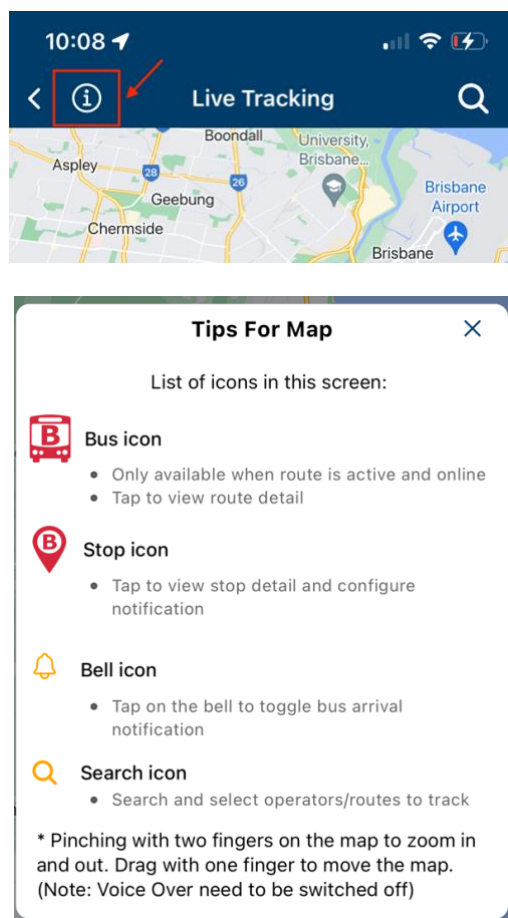 10:08
Live Tracking
Boondall
University,
Brisbane...
Aspley
28
26
Geebung
Brisbane
Airport
Chermside
Brisbane
Tips For Map
List of icons in this screen:
B
Bus icon
• Only available when route is active and online
• Tap to view route detail
B
Stop icon
• Tap to view stop detail and configure
notification
Bell icon
• Tap on the bell to toggle bus arrival
notification
Search icon
• Search and select operators/routes to track
* Pinching with two fingers on the map to zoom in
and out. Drag with one finger to move the map.
(Note: Voice Over need to be switched off)